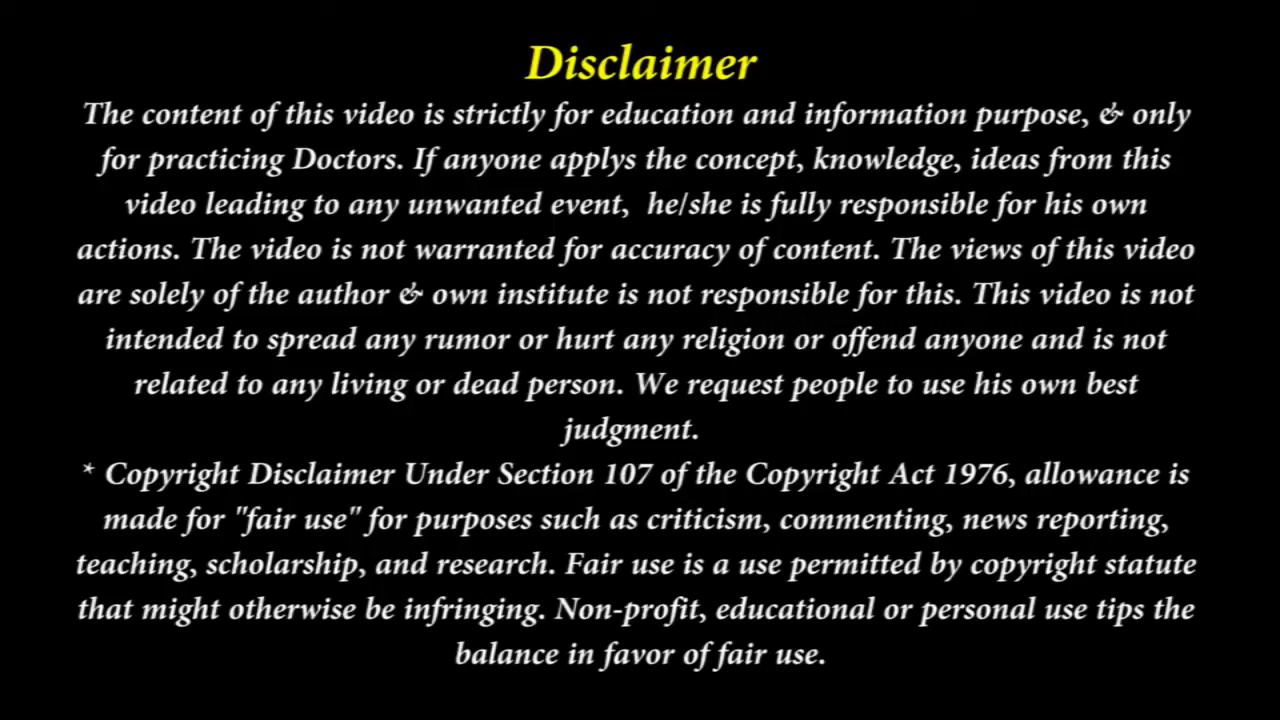 Disclaimer
The content of this video is strictly for education and information purpose, & only
for practicing Doctors. If anyone applys the concept, knowledge, ideas from this
video leading to any unwanted event,  he/she is fully responsible for his own
actions. The video is not warranted for accuracy of content. The views of this video
are solely of the author & own institute is not responsible for this. This video is not
intended to spread any rumor or hurt any religion or offend anyone and is not
related to any living or dead person. We request people to use his own best
judgment.
* Copyright Disclaimer Under Section 107 of the Copyright Act 1976, allowance is
made for "fair use" for purposes such as criticism, commenting, news reporting,
teaching, scholarship, and research. Fair use is a use permitted by copyright statute
that might otherwise be infringing. Non-profit, educational or personal use tips the
balance in favor of fair use.